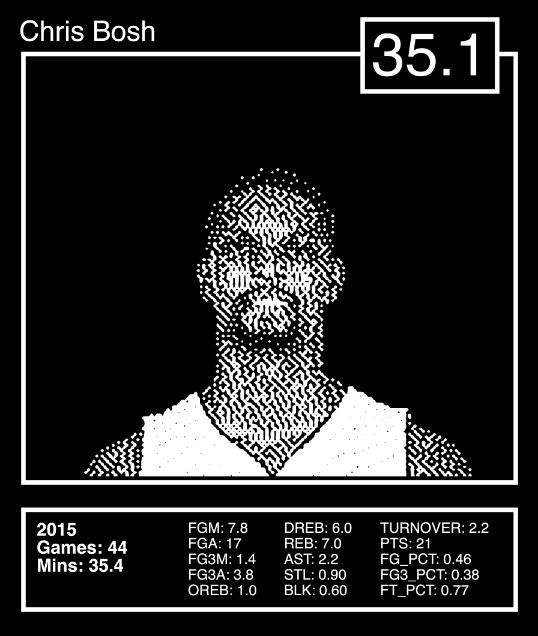 Chris Bosh
35.1
2015
Games: 44
Mins: 35.4
FGM: 7.8
FGA: 17
FG3M: 1.4
FG3A: 3.8
OREB: 1.0
DREB: 6.0
REB: 7.0
AST: 2.2
STL: 0.90
BLK: 0.60
TURNOVER: 2.2
PTS: 21
FG_PCT: 0.46
FG3_PCT: 0.38
FT_PCT: 0.77